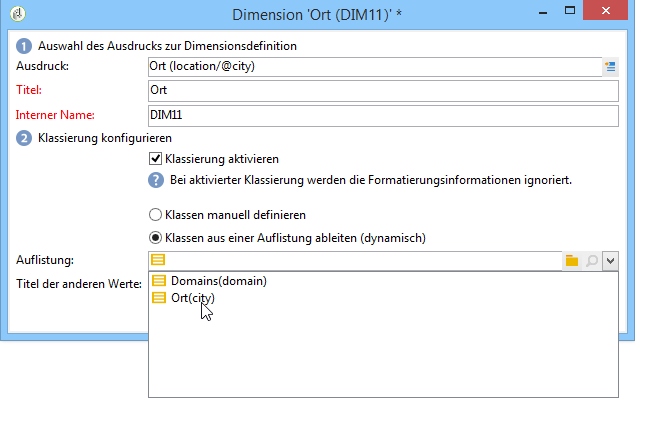 Dimension 'Ort (DIM11)' *
1 Auswahl des Ausdrucks zur Dimensionsdefinition
Ausdruck: Ort (location/@city)
Titel: Ort
Interner Name: DIM11
2 Klassierung konfigurieren
Klassierung aktivieren
? Bei aktivierter Klassierung werden die Formatierungsinformationen ignoriert.
Klassen manuell definieren
Klassen aus einer Auflistung ableiten (dynamisch)
Auflistung:
Titel der anderen Werte:
Domains(domain)
Ort(city)